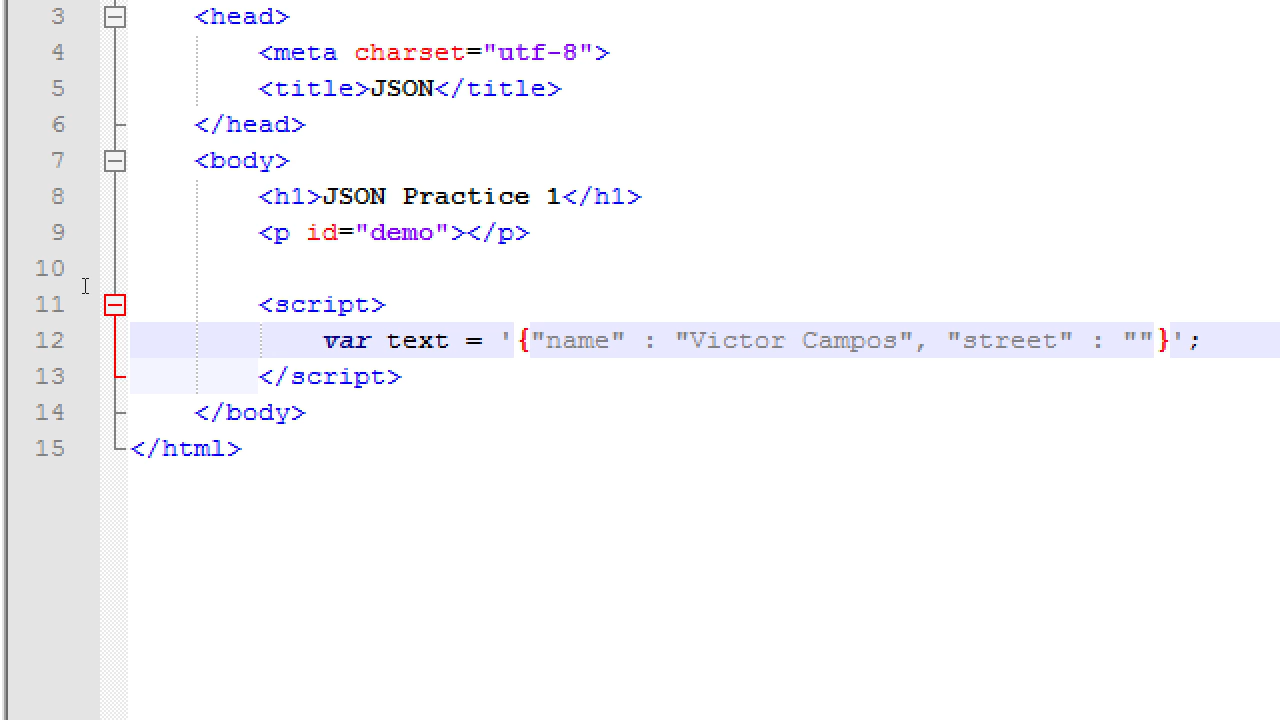 3 <head>
4 <meta charset="utf-8">
5 <title>JSON</title>
6 </head>
7 <body>
8 <h1>JSON Practice 1</h1>
9 <p id="demo"></p>
10
11 <script>
12 var text = '{"name" : "Victor Campos", "street" : ""}';
13 </script>
14 </body>
15 </html>